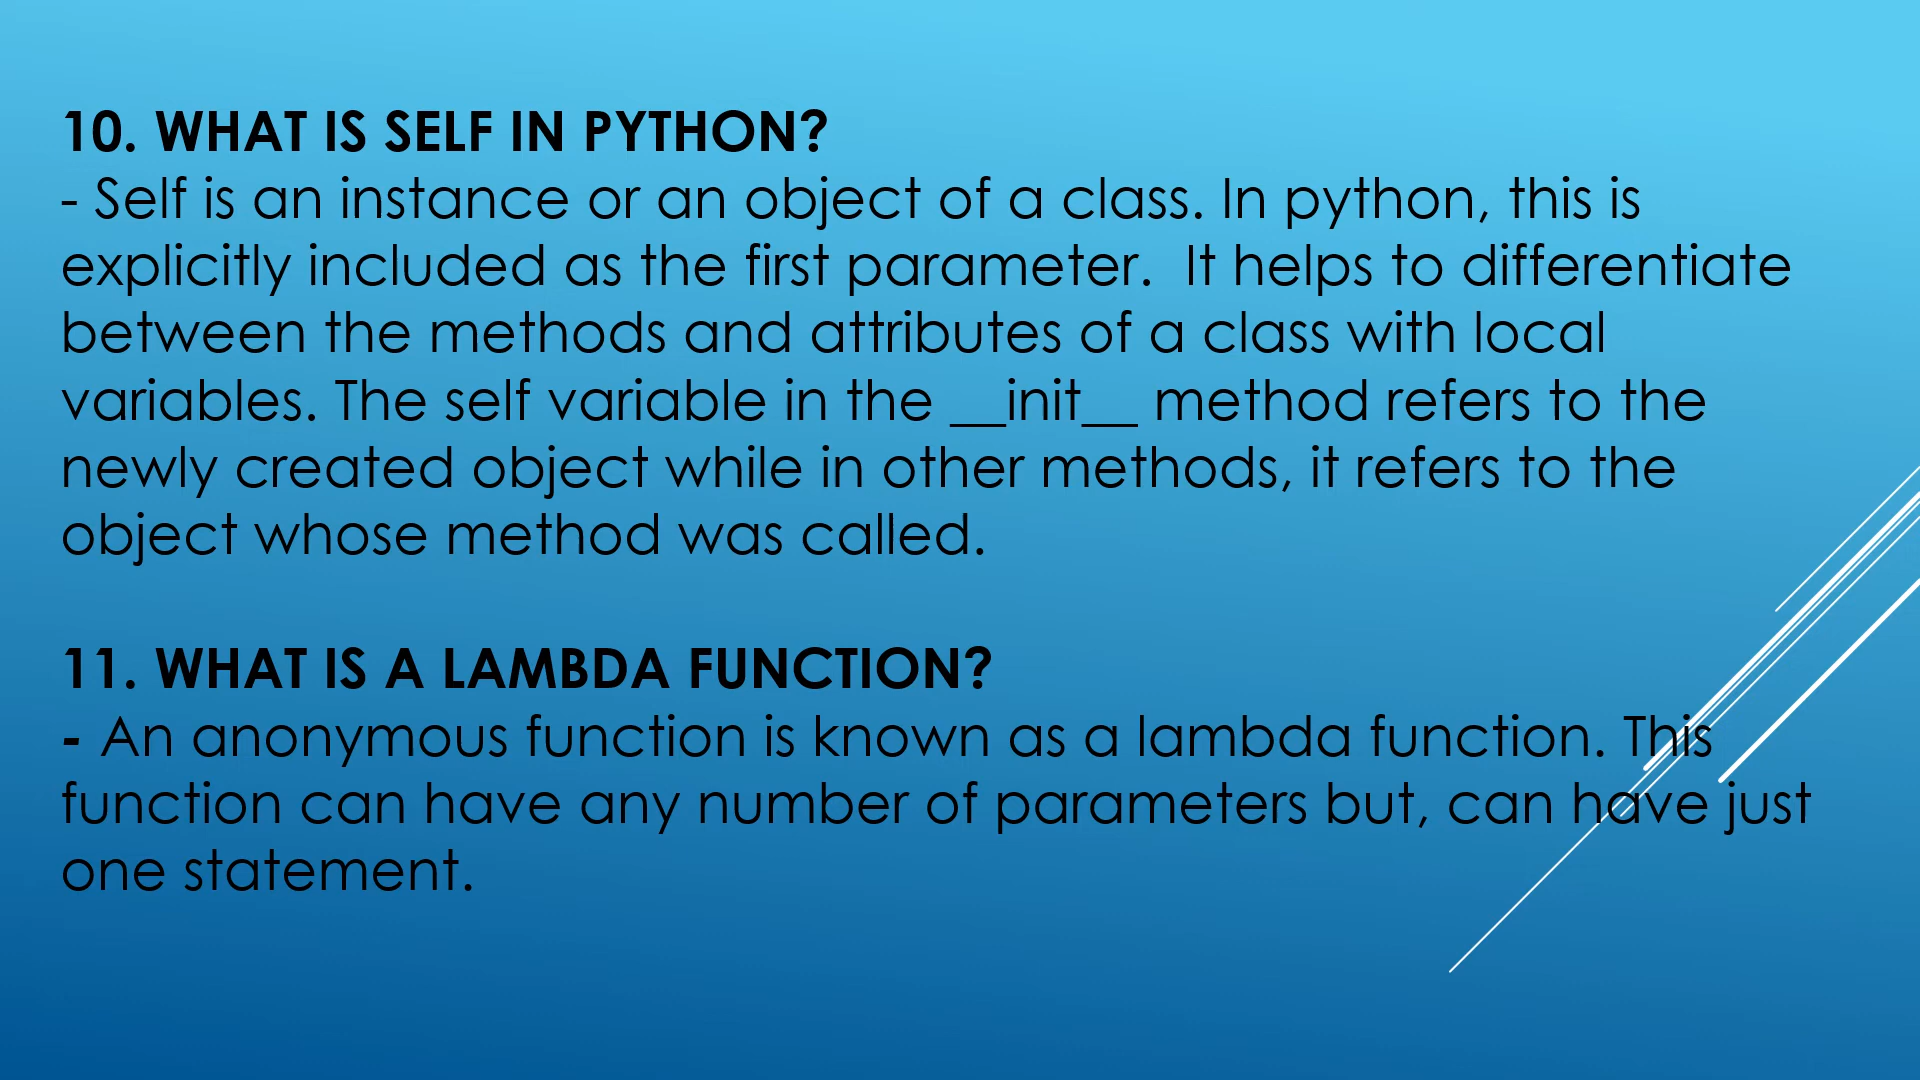 10. WHAT IS SELF IN PYTHON?
- Self is an instance or an object of a class. In python, this is
explicitly included as the first parameter.  It helps to differentiate
between the methods and attributes of a class with local
variables. The self variable in the __init__ method refers to the
newly created object while in other methods, it refers to the
object whose method was called.
11. WHAT IS A LAMBDA FUNCTION?
- An anonymous function is known as a lambda function. This
function can have any number of parameters but, can have just
one statement.